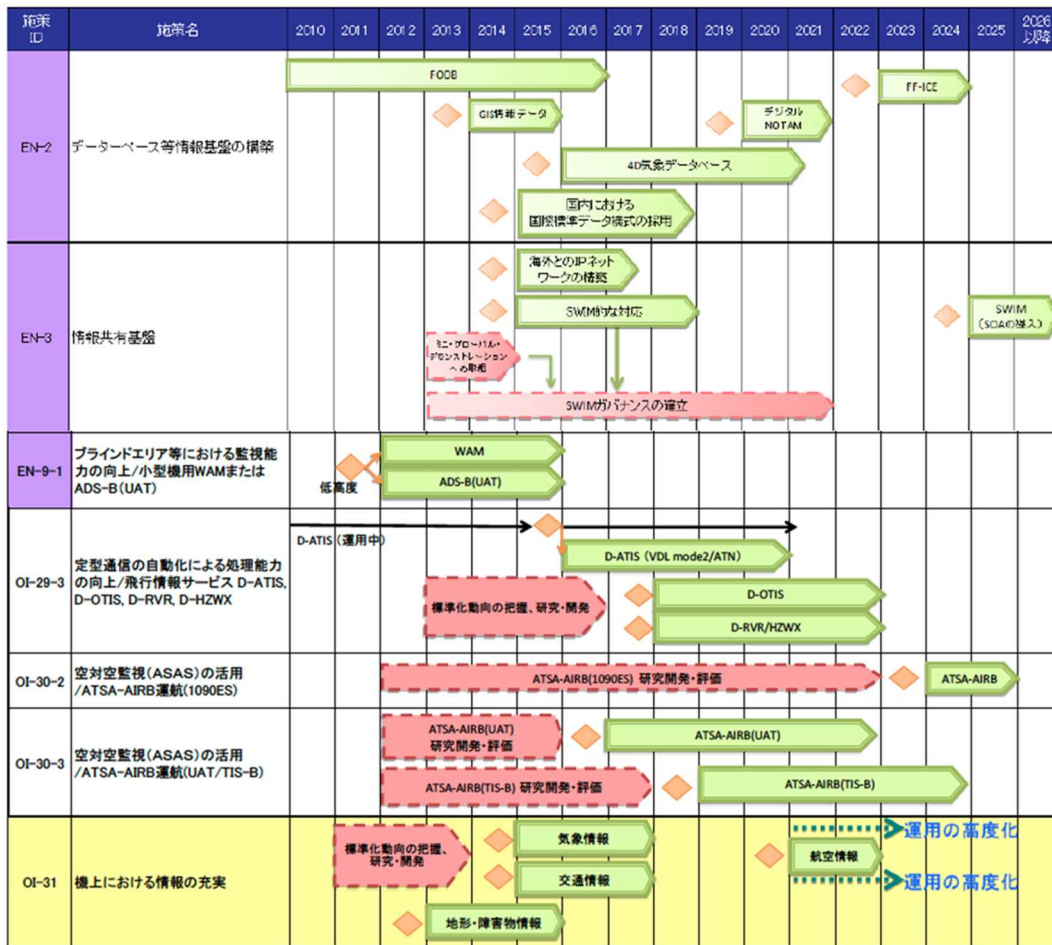 施策
ID
施策名
2010
2011
2012
2013
2014
2015
2016
2017
2018
2019
2020
2021
2022
2023
2024
2025
2026
以降
EN-2
データーベース等情報基盤の構築
FODB
GIS情報データ
デジタル
NOTAM
FF-ICE
4D気象データベース
国内における
国際標準データ様式の採用
EN-3
情報共有基盤
海外とのIPネット
ワークの構築
SWIM的な対応
SWIM
(SOAの導入)
ミニ・グローバル・
デモンストレーション
への取組
SWIMガバナンスの確立
EN-9-1
ブラインドエリア等における監視能
力の向上/小型機用WAMまたは
ADS-B(UAT)
低高度
WAM
ADS-B(UAT)
OI-29-3
定型通信の自動化による処理能力
の向上/飛行情報サービス D-ATIS,
D-OTIS, D-RVR, D-HZWX
D-ATIS(運用中)
D-ATIS (VDL mode2/ATN)
標準化動向の把握、研究・開発
D-OTIS
D-RVR/HZWX
OI-30-2
空対空監視(ASAS)の活用
/ATSA-AIRB運航(1090ES)
ATSA-AIRB(1090ES) 研究開発・評価
ATSA-AIRB
OI-30-3
空対空監視(ASAS)の活用
/ATSA-AIRB運航(UAT/TIS-B)
ATSA-AIRB(UAT)
研究開発・評価
ATSA-AIRB(UAT)
ATSA-AIRB(TIS-B) 研究開発・評価
ATSA-AIRB(TIS-B)
OI-31
機上における情報の充実
標準化動向の把握、
研究・開発
気象情報
交通情報
地形・障害物情報
航空情報
運用の高度化
運用の高度化